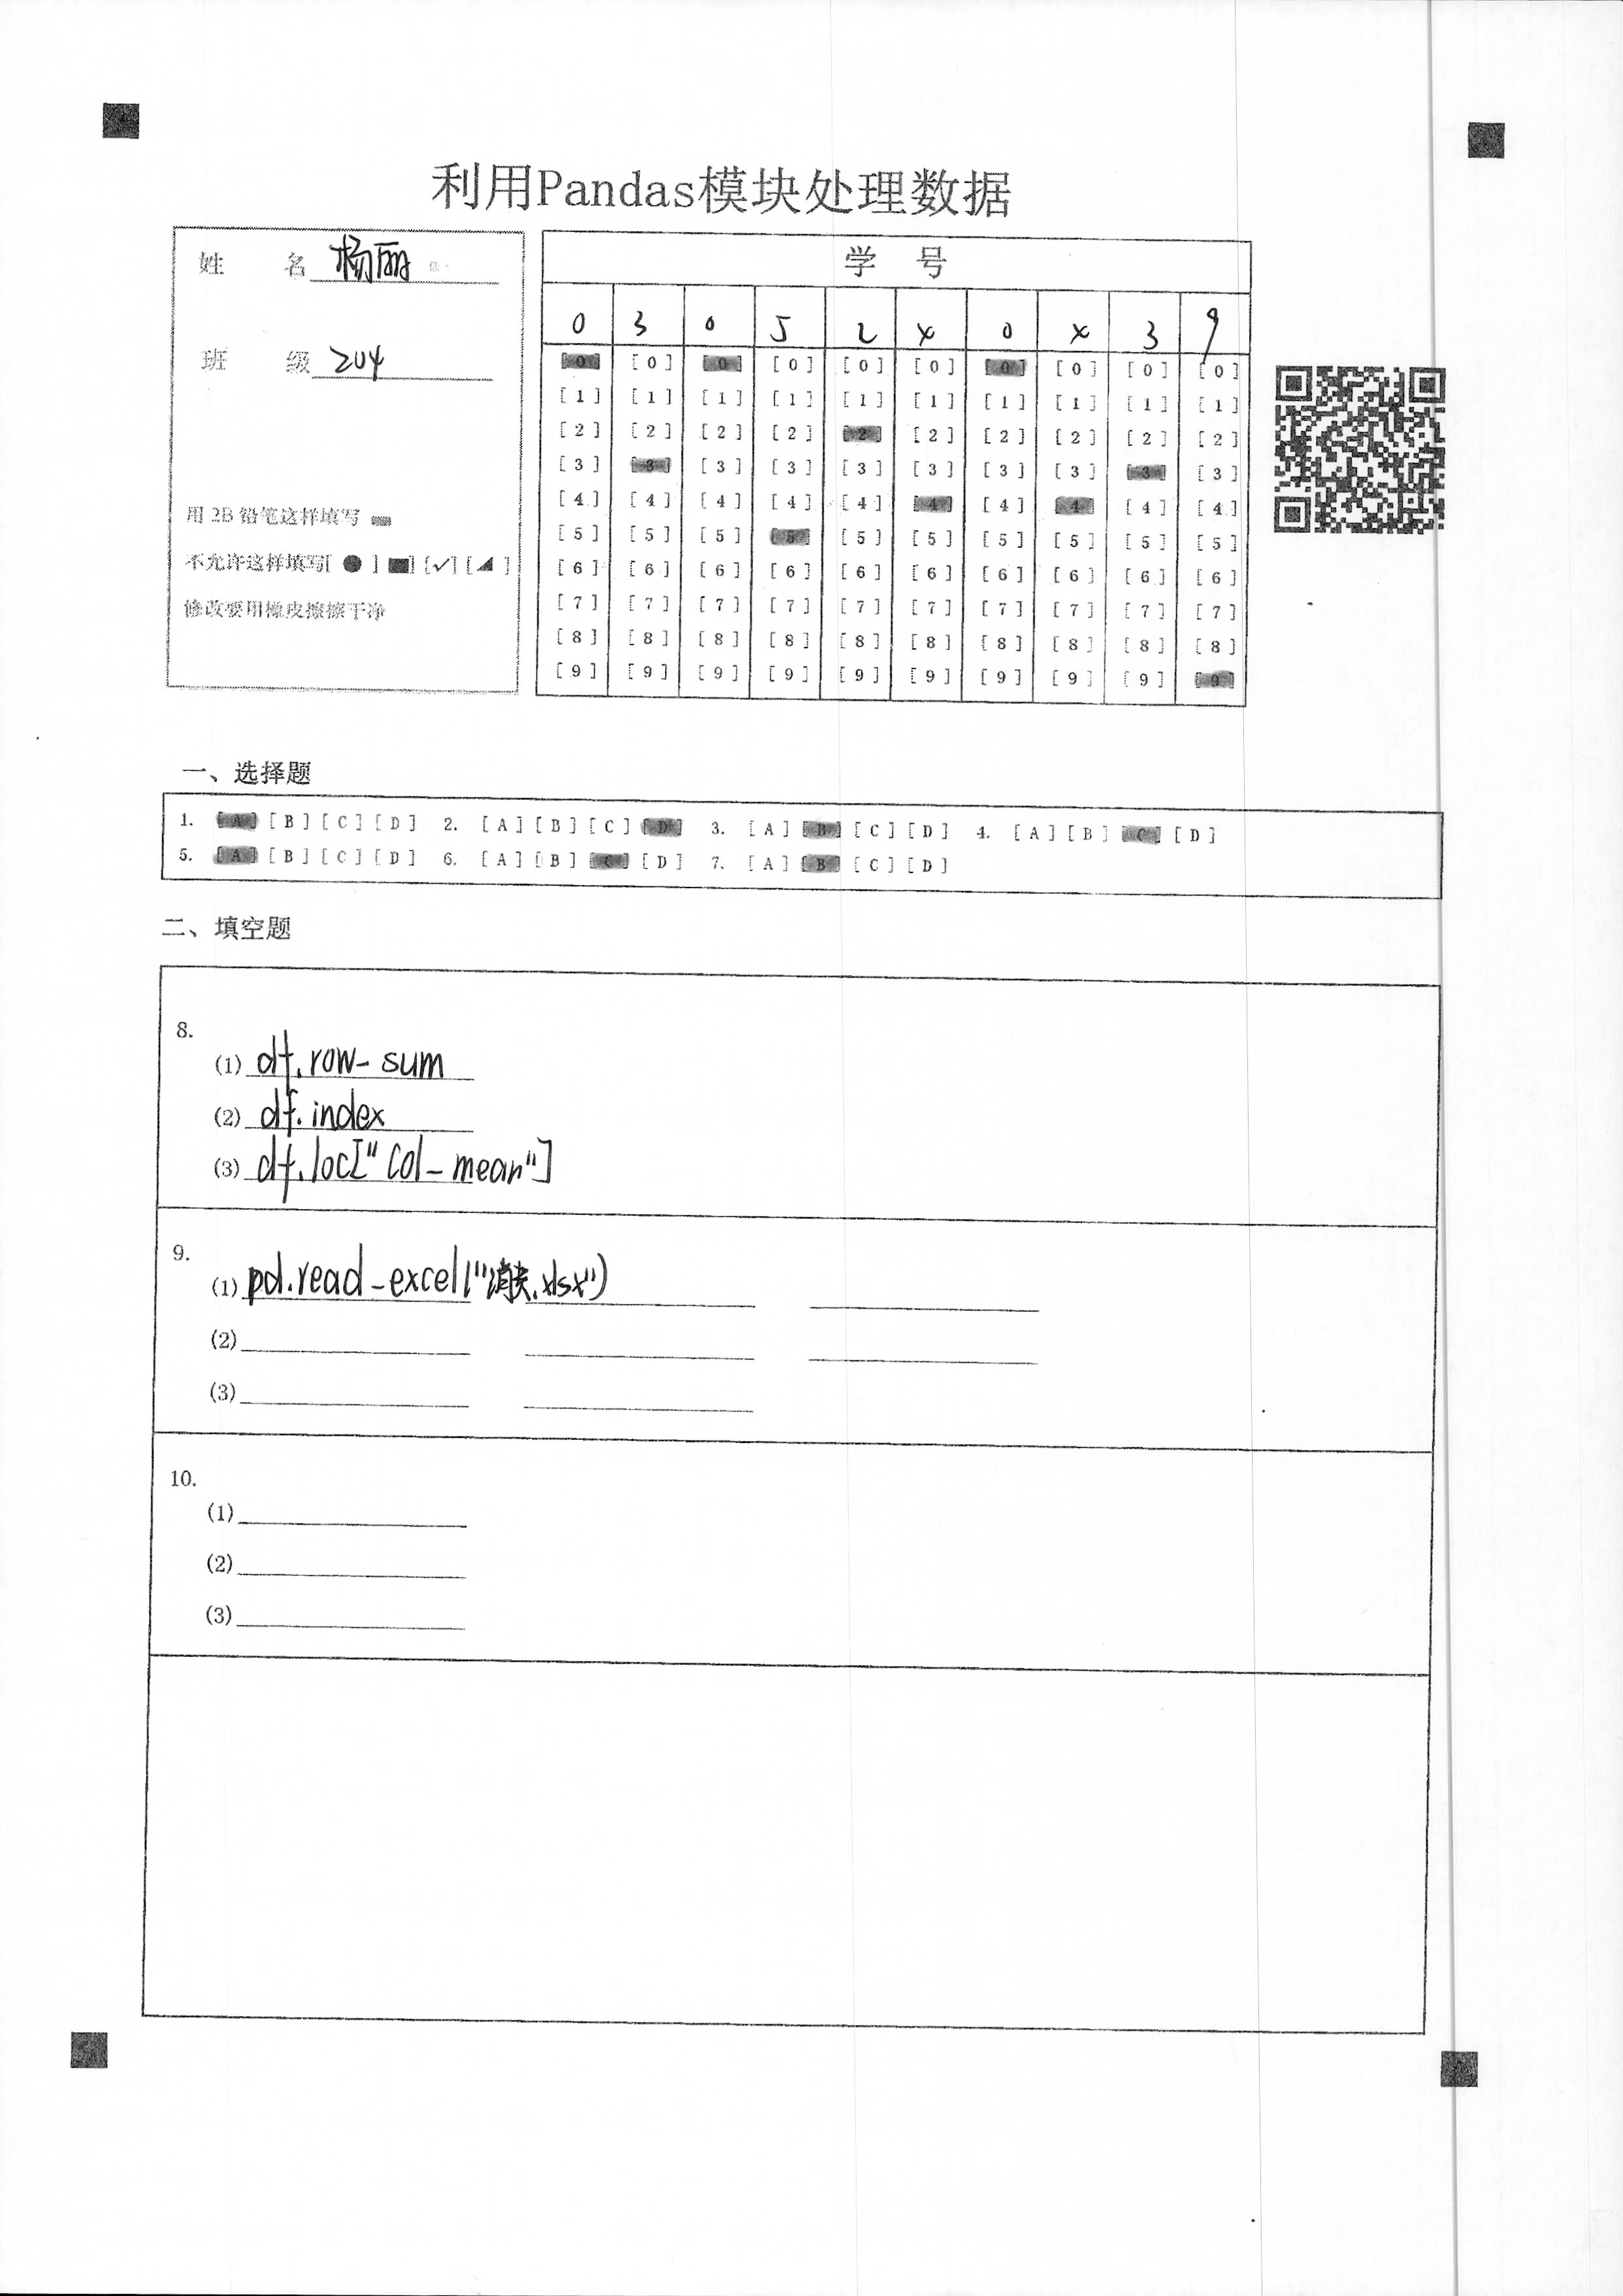 利用Pandas模块处理数据
姓 名 杨丽
班 级 204
用 2B 铅笔这样填写
不允许这样填写[ ● ] [✓] [◢ ]
修改要用橡皮擦擦干净
学 号
0 3 0 5 2 4 0 4 3 9
[0] [0] [0] [0] [0] [0] [0] [0] [0] [0]
[1] [1] [1] [1] [1] [1] [1] [1] [1] [1]
[2] [2] [2] [2] [2] [2] [2] [2] [2] [2]
[3] [3] [3] [3] [3] [3] [3] [3] [3] [3]
[4] [4] [4] [4] [4] [4] [4] [4] [4] [4]
[5] [5] [5] [5] [5] [5] [5] [5] [5] [5]
[6] [6] [6] [6] [6] [6] [6] [6] [6] [6]
[7] [7] [7] [7] [7] [7] [7] [7] [7] [7]
[8] [8] [8] [8] [8] [8] [8] [8] [8] [8]
[9] [9] [9] [9] [9] [9] [9] [9] [9] [9]
一、选择题
1. [A] [B] [C] [D] 2. [A] [B] [C] [D] 3. [A] [B] [C] [D] 4. [A] [B] [C] [D]
5. [A] [B] [C] [D] 6. [A] [B] [C] [D] 7. [A] [B] [C] [D]
二、填空题
8.
(1) df.row_sum
(2) df.index
(3) df.loc["col_mean"]
9.
(1) pd.read_excel(".xlsx")
(2)
(3)
10.
(1)
(2)
(3)